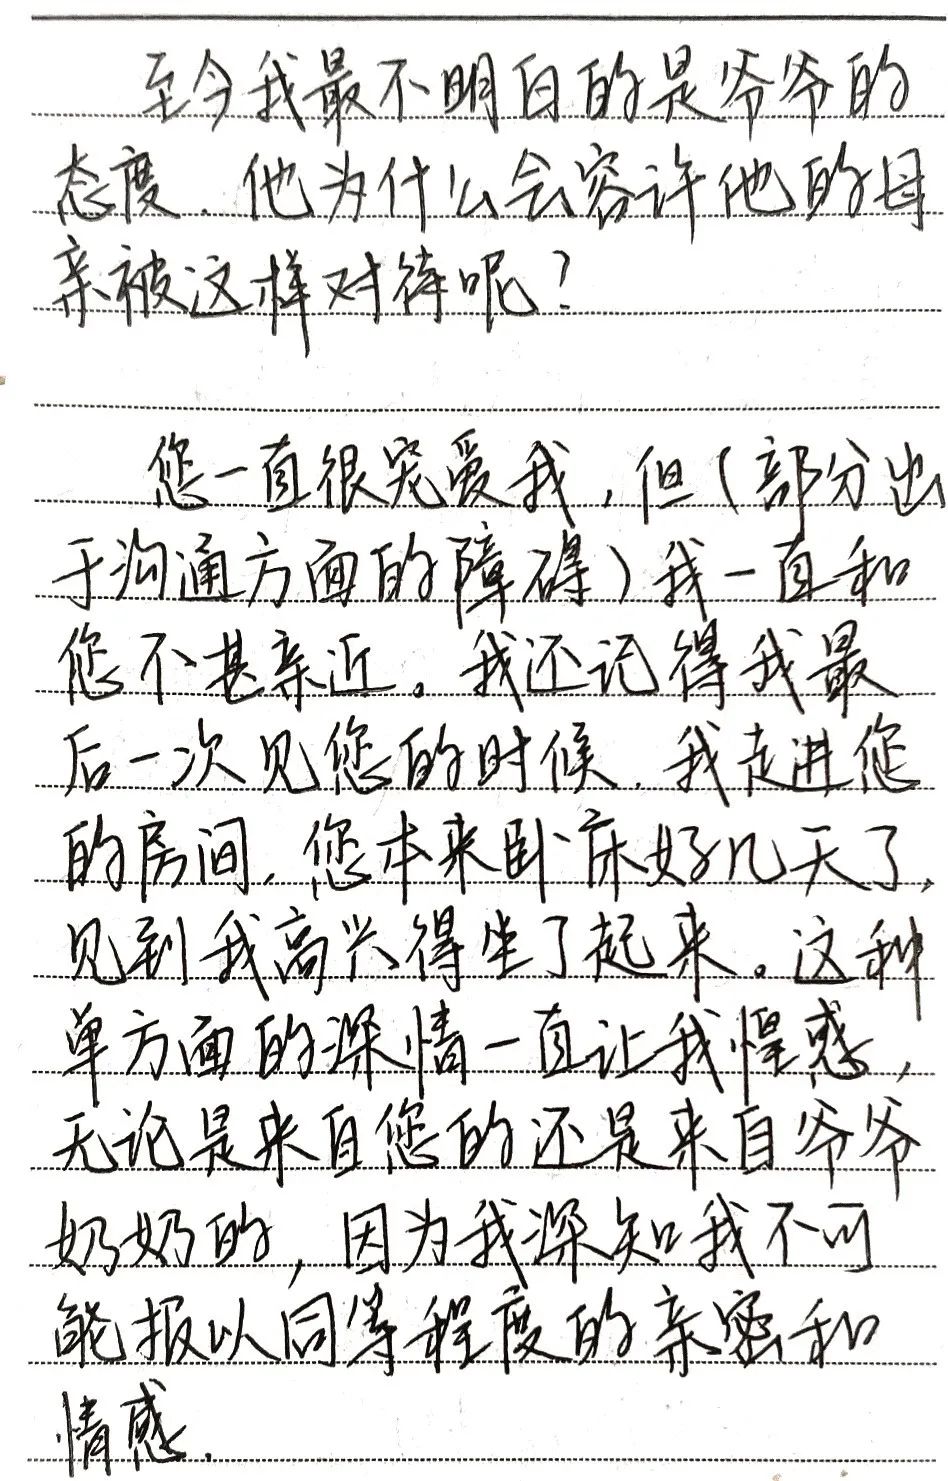 至今我最不明白的是爷爷的
态度.他为什么会容许他的母
亲被这样对待呢?
您一直很宠爱我,但(部分出
于沟通方面的障碍)我一直和
您不甚亲近。我还记得我最
后一次见您的时候.我走进您
的房间.您本来卧床好几天了,
见到我高兴得坐了起来。这种
单方面的深情一直让我惶惑,
无论是来自您的还是来自爷爷
奶奶的,因为我深知我不可
能报以同等程度的亲密和
情感.